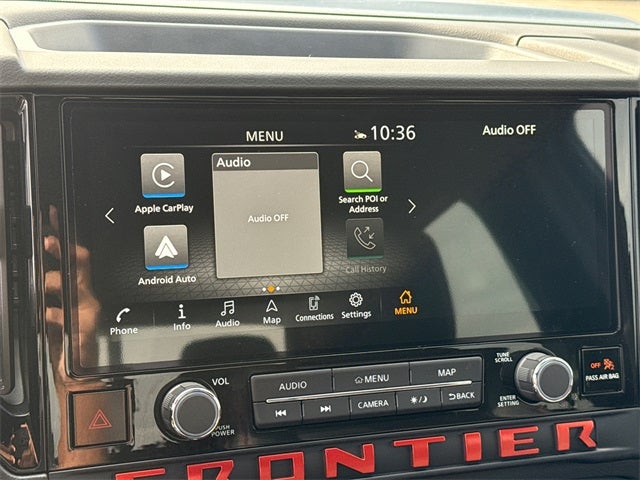 MENU
10:36
Audio OFF
Apple CarPlay
Android Auto
Audio
Audio OFF
Search POI or
Address
Call History
Phone
Info
Audio
Map
Connections
Settings
MENU
VOL
PUSH
POWER
AUDIO
MENU
MAP
CAMERA
BACK
TUNE
SCROLL
ENTER
SETTING
OFF
PASS AIR BAG
FRONTIER